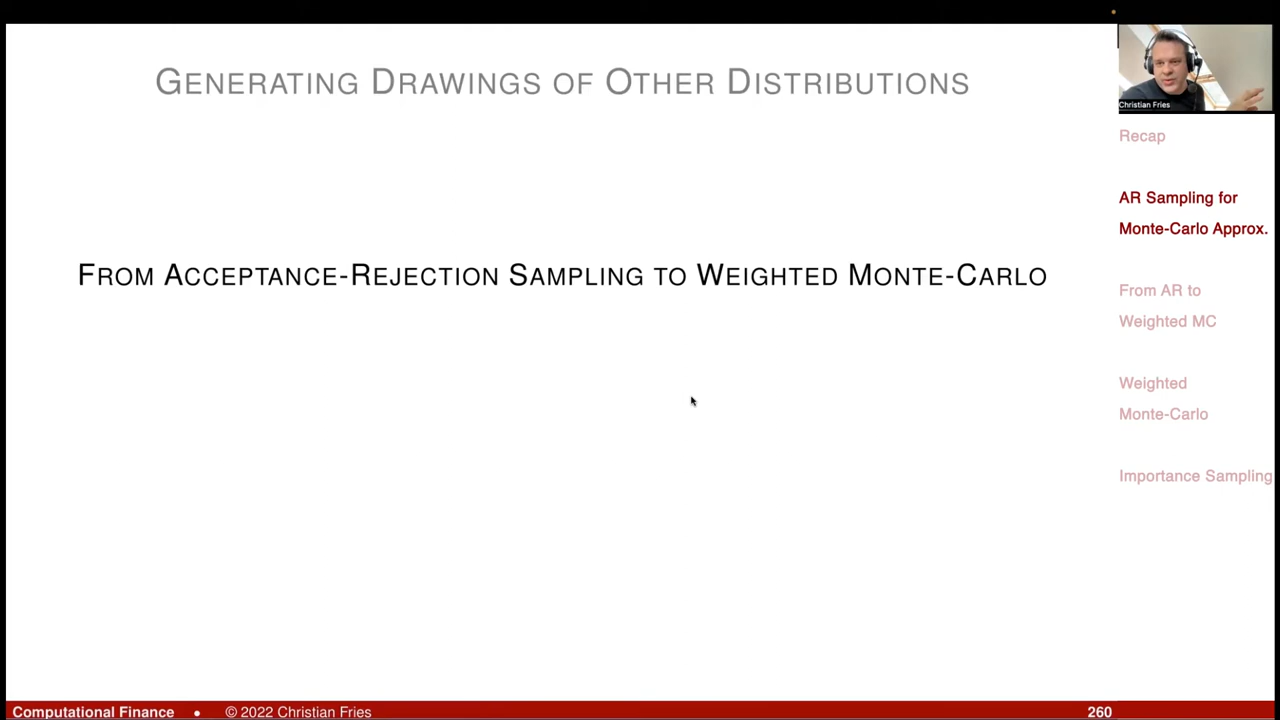 GENERATING DRAWINGS OF OTHER DISTRIBUTIONS
Christian Fries
Recap
AR Sampling for
Monte-Carlo Approx.
FROM ACCEPTANCE-REJECTION SAMPLING TO WEIGHTED MONTE-CARLO
From AR to
Weighted MC
Weighted
Monte-Carlo
Importance Sampling
Computational Finance • © 2022 Christian Fries 260